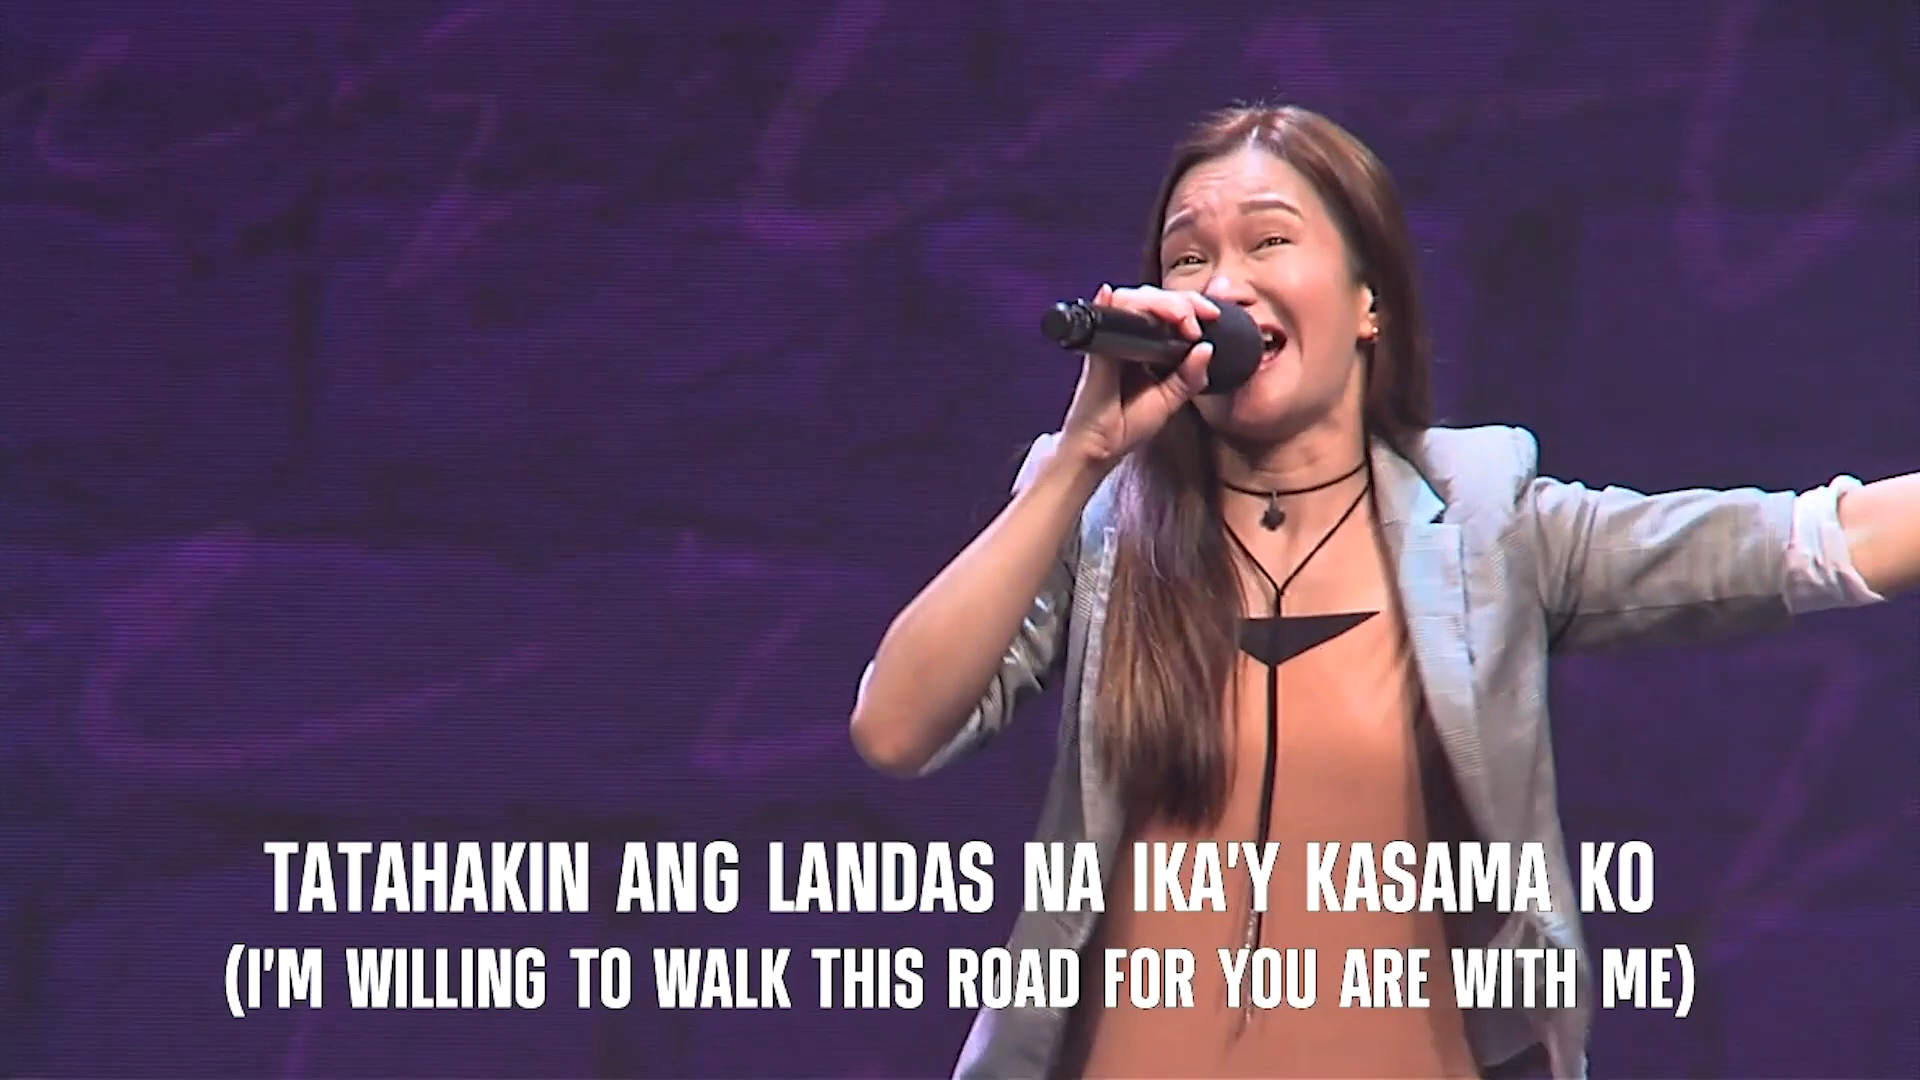 TATAHAKIN ANG LANDAS NA IKA'Y KASAMA KO
(I'M WILLING TO WALK THIS ROAD FOR YOU ARE WITH ME)